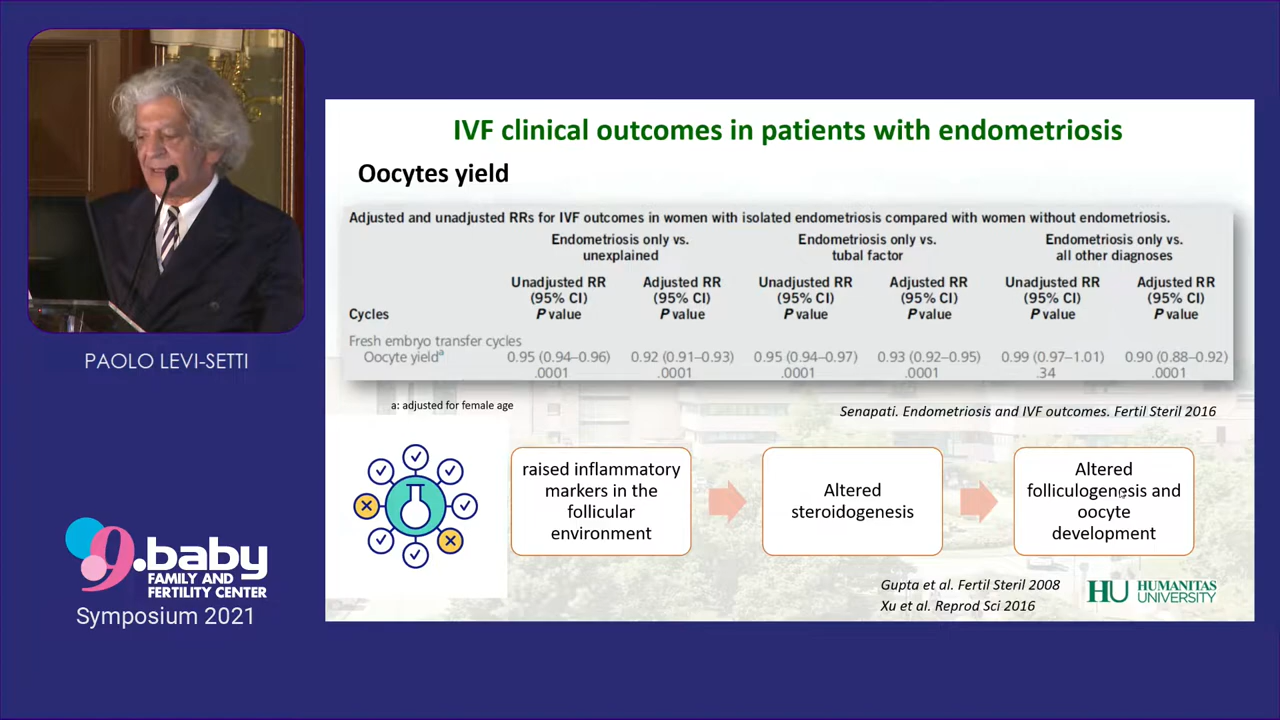 IVF clinical outcomes in patients with endometriosis
Oocytes yield
Adjusted and unadjusted RRs for IVF outcomes in women with isolated endometriosis compared with women without endometriosis.
Endometriosis only vs. unexplained
Endometriosis only vs. tubal factor
Endometriosis only vs. all other diagnoses
Cycles
Unadjusted RR (95% CI) P value
Adjusted RR (95% CI) P value
Unadjusted RR (95% CI) P value
Adjusted RR (95% CI) P value
Unadjusted RR (95% CI) P value
Adjusted RR (95% CI) P value
Fresh embryo transfer cycles
Oocyte yieldᵃ 0.95 (0.94–0.96) 0.92 (0.91–0.93) 0.95 (0.94–0.97) 0.93 (0.92–0.95) 0.99 (0.97–1.01) 0.90 (0.88–0.92)
.0001 .0001 .0001 .0001 .34 .0001
a: adjusted for female age
Senapati. Endometriosis and IVF outcomes. Fertil Steril 2016
raised inflammatory
markers in the
follicular
environment
Altered
steroidogenesis
Altered
folliculogenesis and
oocyte
development
Gupta et al. Fertil Steril 2008
Xu et al. Reprod Sci 2016
HU HUMANITAS
UNIVERSITY
PAOLO LEVI-SETTI
9.baby
FAMILY AND
FERTILITY CENTER
Symposium 2021